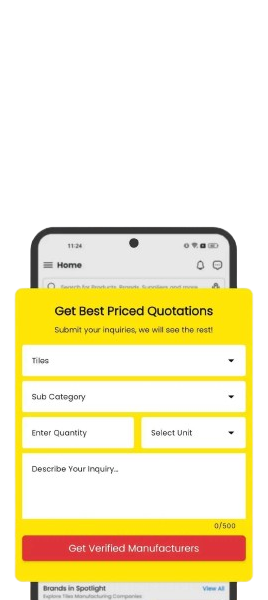 11:24
Home
Search for Products, Brands, Suppliers and more
Get Best Priced Quotations
Submit your inquiries, we will see the rest!
Tiles
Sub Category
Enter Quantity
Select Unit
Describe Your Inquiry...
0/500
Get Verified Manufacturers
Brands in Spotlight
View All
Explore Tiles Manufacturing Companies